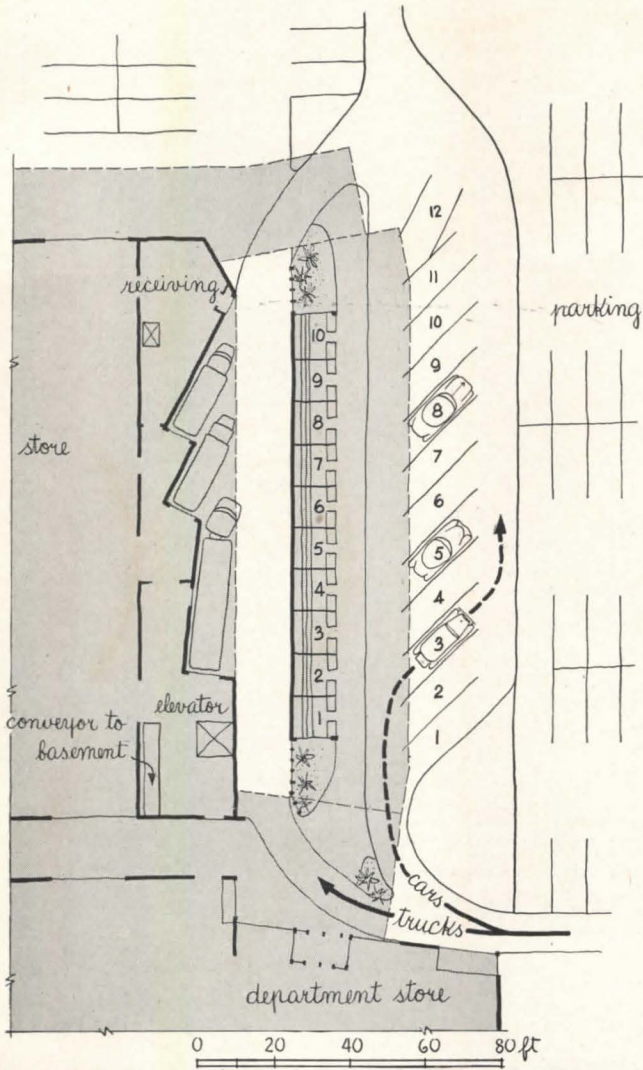 12
11
receiving
parking
10
10
9
9
8
8
store
7
7
6
6
5
5
4
4
3
3
2
2
elevator
1
1
conveyor to
basement
cars
trucks
department store
0 20 40 60 80 ft